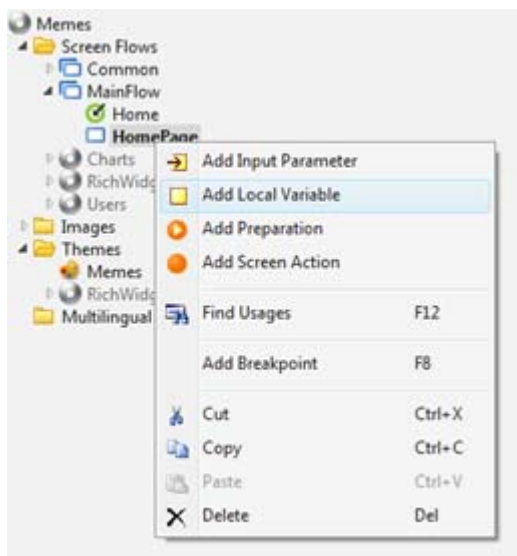 Memes
Screen Flows
Common
MainFlow
Home
HomePage
Charts
RichWidg
Users
Images
Themes
Memes
RichWidg
Multilingual
Add Input Parameter
Add Local Variable
Add Preparation
Add Screen Action
Find Usages F12
Add Breakpoint F8
Cut Ctrl+X
Copy Ctrl+C
Paste Ctrl+V
Delete Del